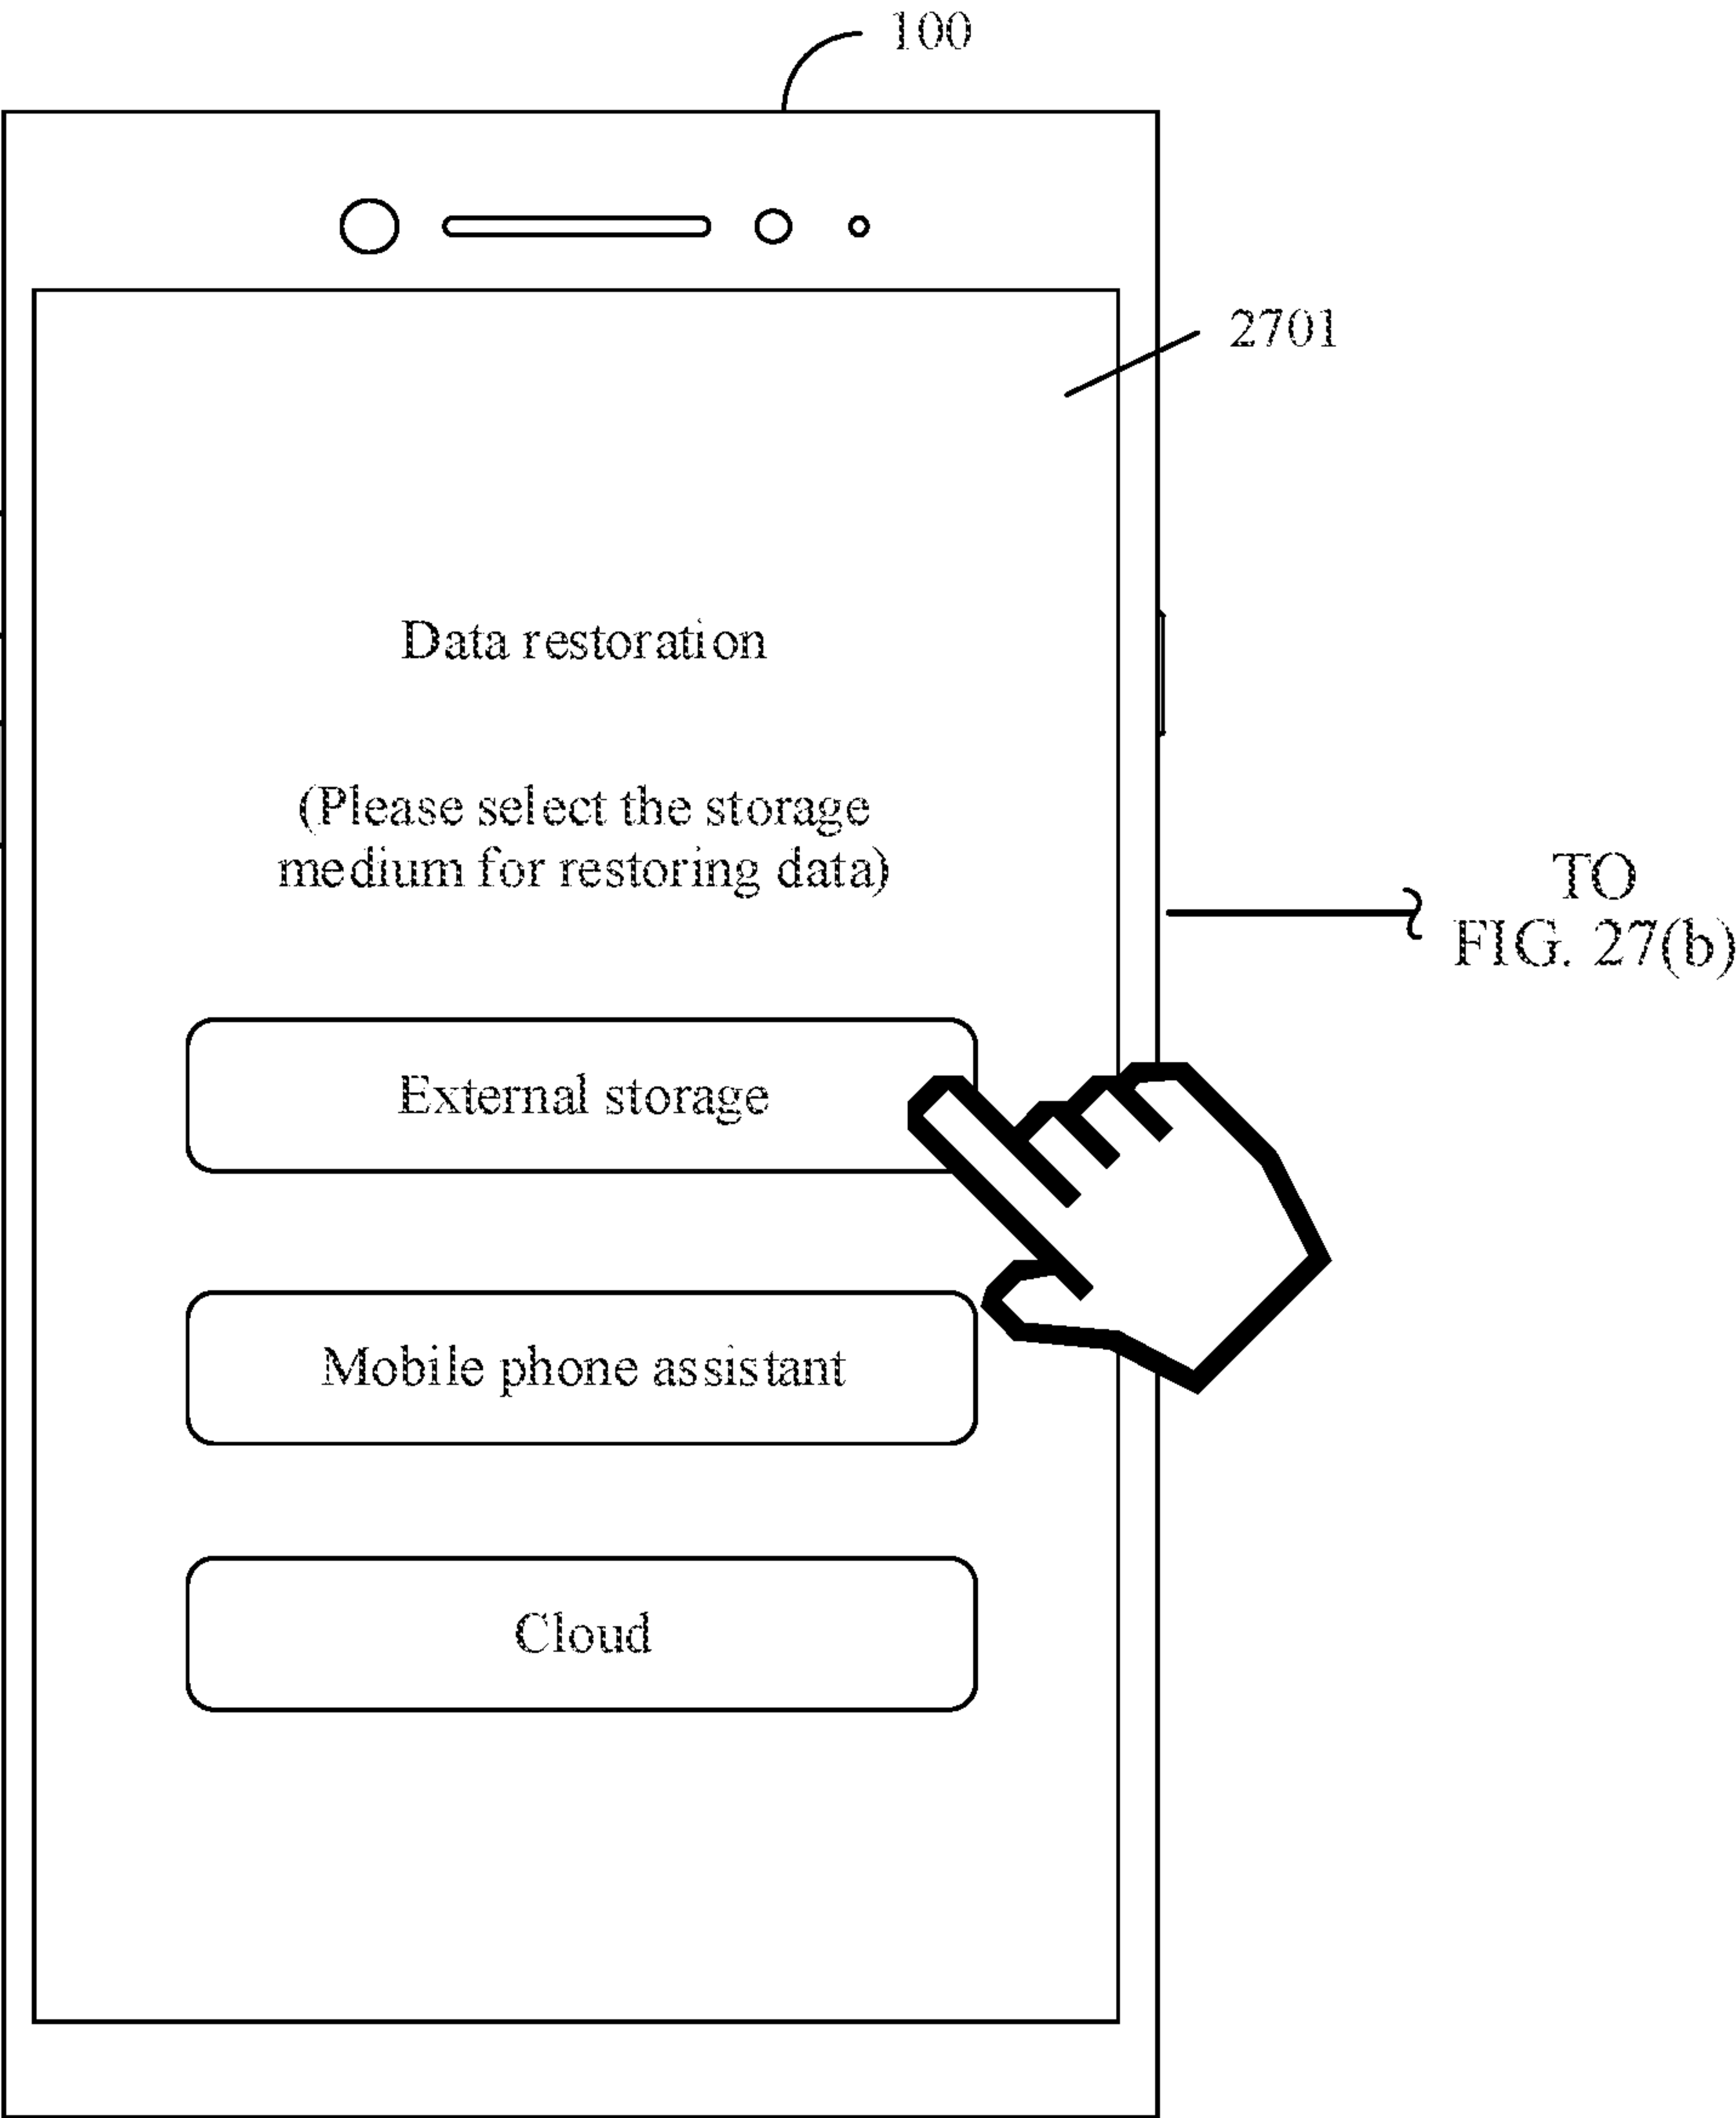 100
2701
Data restoration
(Please select the storage
medium for restoring data)
TO
FIG. 27(b)
External storage
Mobile phone assistant
Cloud